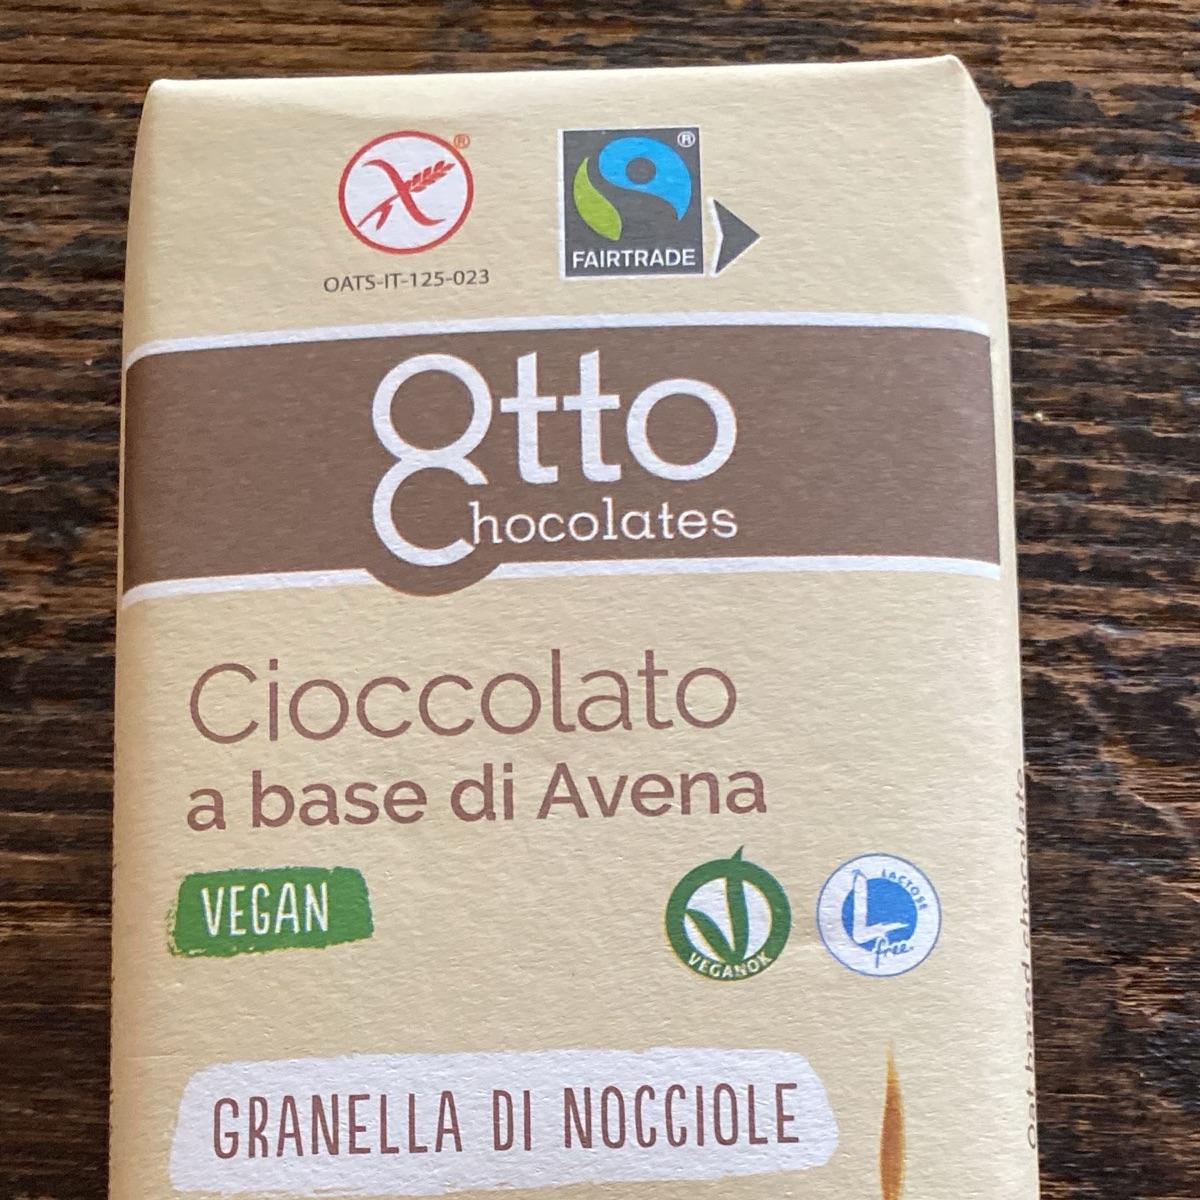 ®
®
FAIRTRADE
OATS-IT-125-023
Otto
Chocolates
Cioccolato
a base di Avena
VEGAN
VEGANOK
LACTOSE
free
GRANELLA DI NOCCIOLE
Oat based chocolate